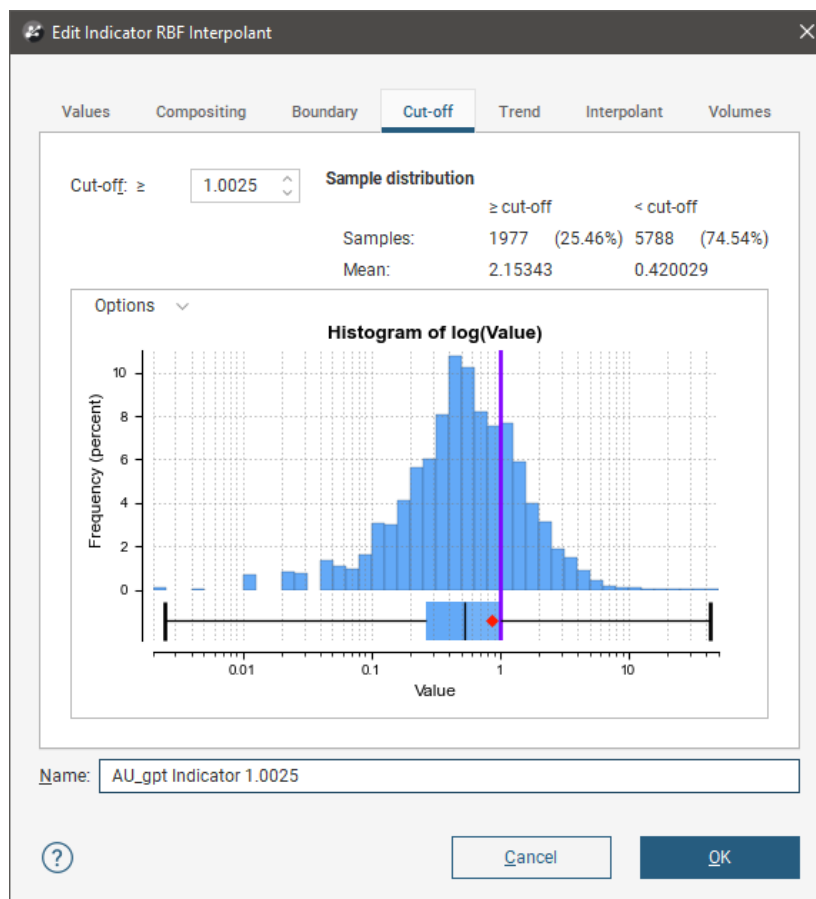 Edit Indicator RBF Interpolant
Values Compositing Boundary Cut-off Trend Interpolant Volumes
Cut-off: ≥ 1.0025
Sample distribution
≥ cut-off < cut-off
Samples: 1977 (25.46%) 5788 (74.54%)
Mean: 2.15343 0.420029
Options
Histogram of log(Value)
Frequency (percent)
10
8
6
4
2
0
0.01 0.1 1 10
Value
Name: AU_gpt Indicator 1.0025
? Cancel OK